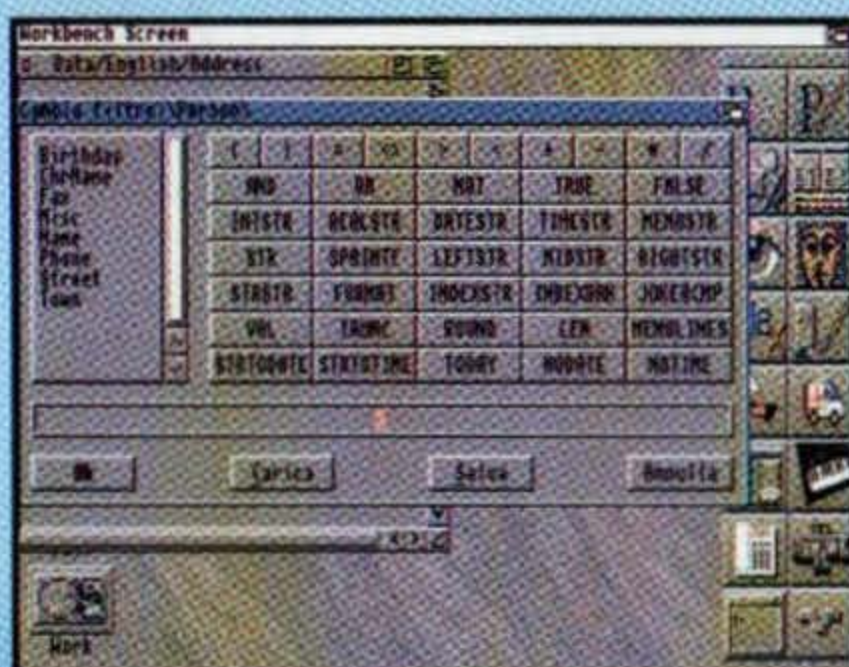 Workbench Screen
Data/English/Address
Cambia filtro:\Person\
Birthday
ChrName
Fax
Misc
Name
Phone
Street
Town
( ) = <> > < + - * /
AND OR NOT TRUE FALSE
INTSTR REALSTR DATESTR TIMESTR MEMOSTR
STR SPRINTF LEFTSTR MIDSTR RIGHTSTR
STRSTR FORMAT INDEXSTR JOKERCMP
VAL TRUNC ROUND LEN MEMOLINES
STRTODATE STRTOTIME TODAY NODATE NOTIME
Ok Carica Salva Annulla
Work